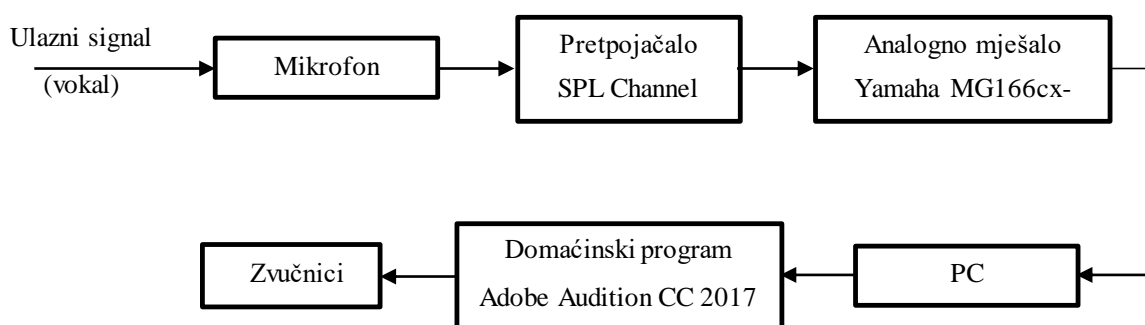 Ulazni signal
(vokal)
Mikrofon
Pretpojačalo
SPL Channel
Analogno mješalo
Yamaha MG166cx-
Zvučnici
Domaćinski program
Adobe Audition CC 2017
PC